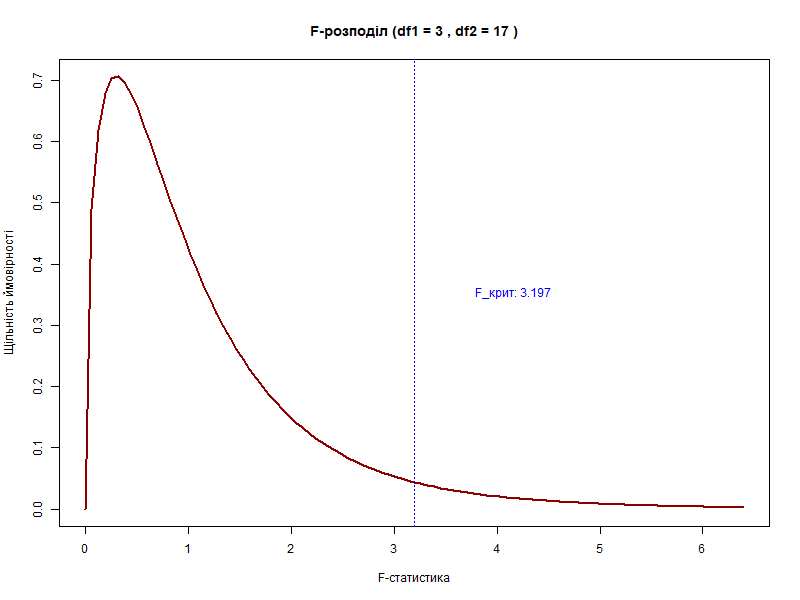 F-розподіл (df1 = 3 , df2 = 17 )
Щільність ймовірності
0.7
0.6
0.5
0.4
0.3
0.2
0.1
0.0
F_крит: 3.197
0 1 2 3 4 5 6
F-статистика